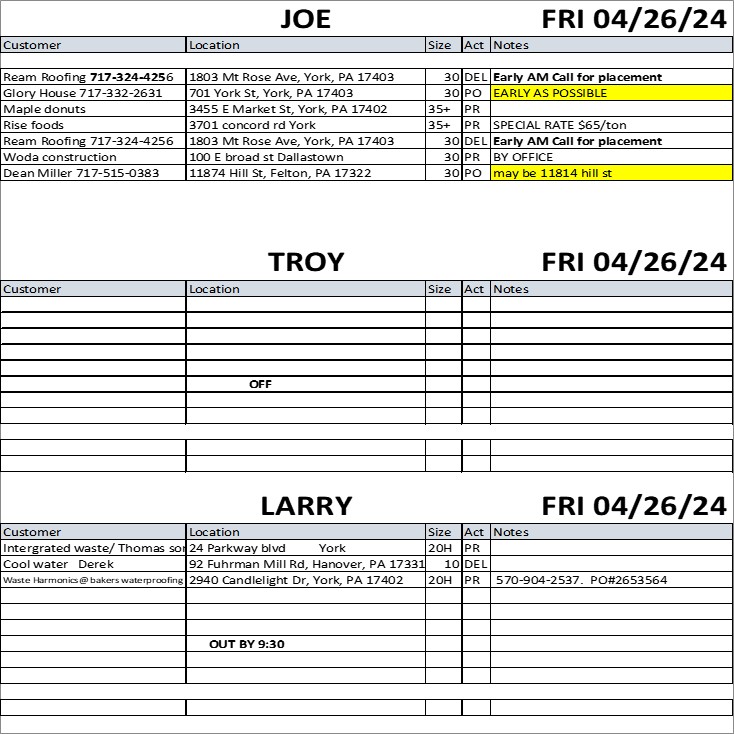 JOE FRI 04/26/24
Customer Location Size Act Notes
Ream Roofing 717-324-4256 1803 Mt Rose Ave, York, PA 17403 30 DEL Early AM Call for placement
Glory House 717-332-2631 701 York St, York, PA 17403 30 PO EARLY AS POSSIBLE
Maple donuts 3455 E Market St, York, PA 17402 35+ PR
Rise foods 3701 concord rd York 35+ PR SPECIAL RATE $65/ton
Ream Roofing 717-324-4256 1803 Mt Rose Ave, York, PA 17403 30 DEL Early AM Call for placement
Woda construction 100 E broad st Dallastown 30 PR BY OFFICE
Dean Miller 717-515-0383 11874 Hill St, Felton, PA 17322 30 PO may be 11814 hill st
TROY FRI 04/26/24
Customer Location Size Act Notes
OFF
LARRY FRI 04/26/24
Customer Location Size Act Notes
Intergrated waste/ Thomas sor 24 Parkway blvd York 20H PR
Cool water Derek 92 Fuhrman Mill Rd, Hanover, PA 17331 10 DEL
Waste Harmonics @ bakers waterproofing 2940 Candlelight Dr, York, PA 17402 20H PR 570-904-2537. PO#2653564
OUT BY 9:30